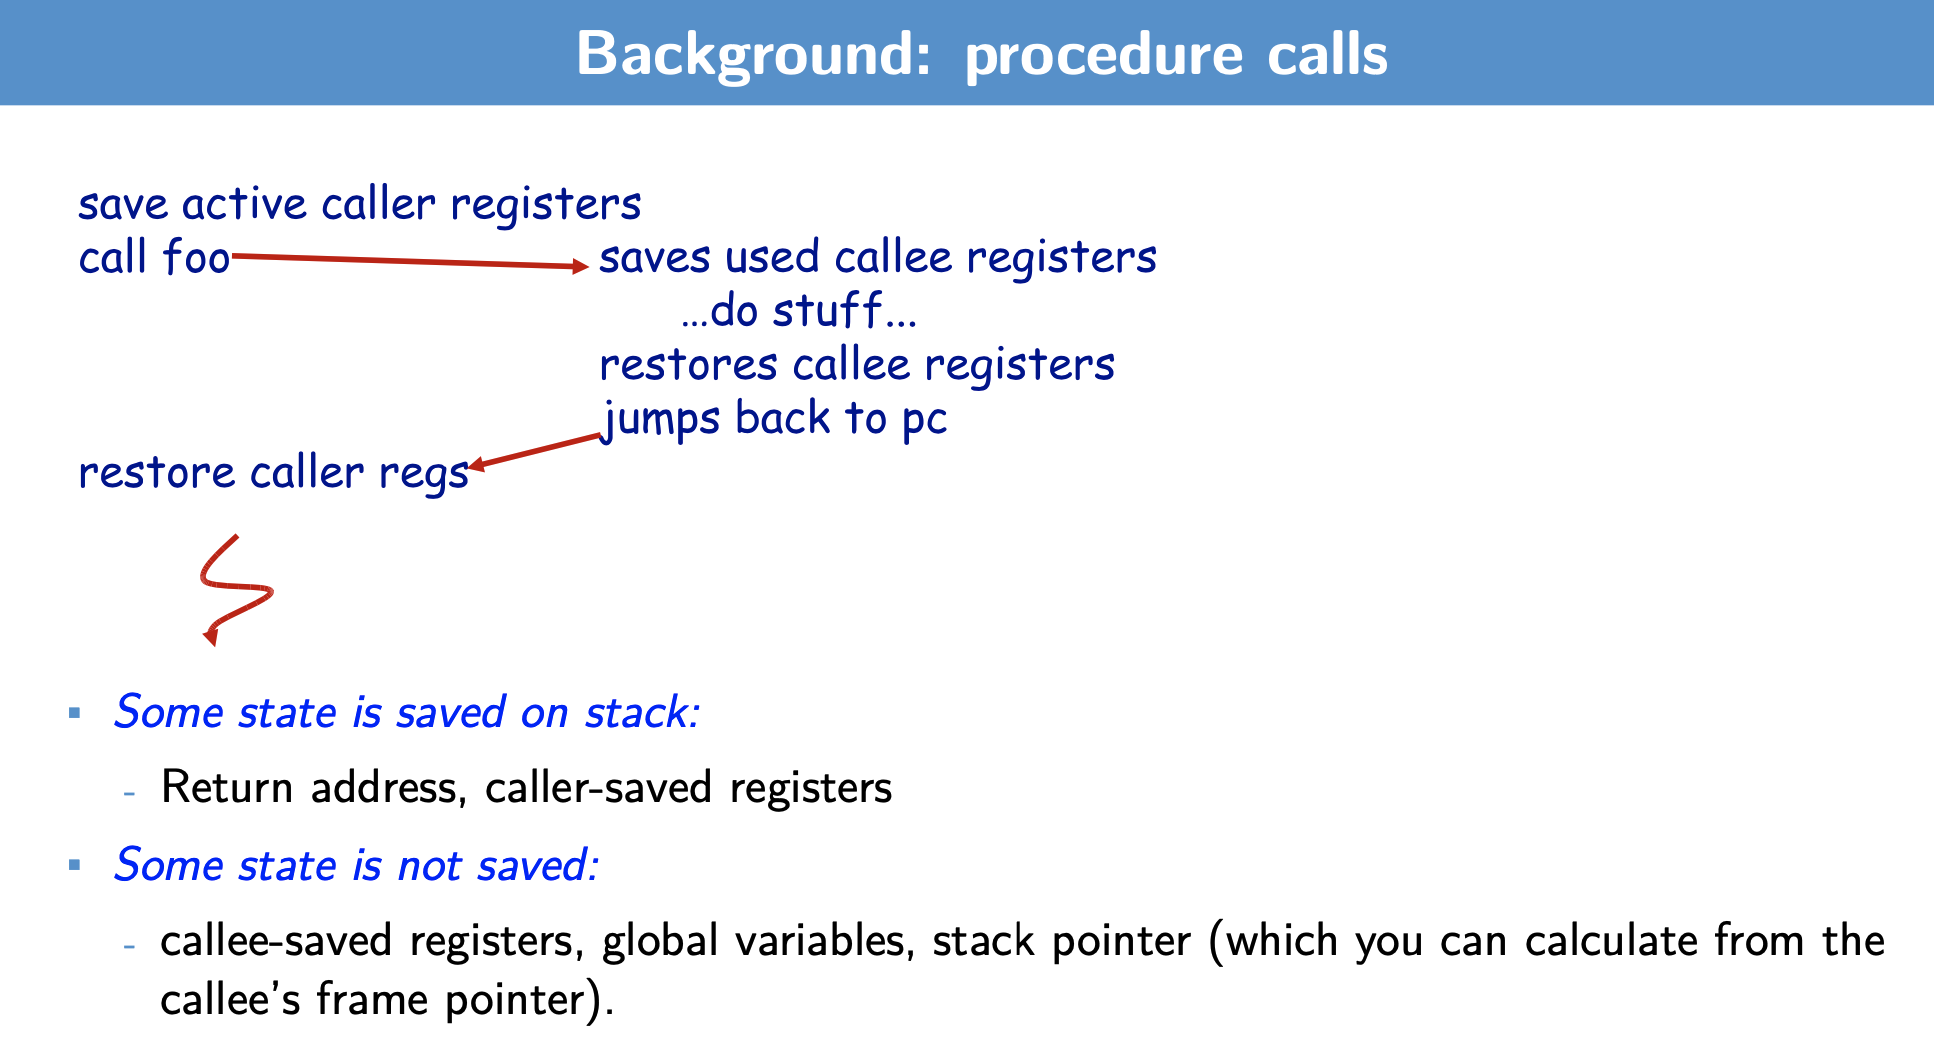 Background: procedure calls
save active caller registers
call foo
saves used callee registers
...do stuff...
restores callee registers
jumps back to pc
restore caller regs
▪ Some state is saved on stack:
- Return address, caller-saved registers
▪ Some state is not saved:
- callee-saved registers, global variables, stack pointer (which you can calculate from the
callee's frame pointer).